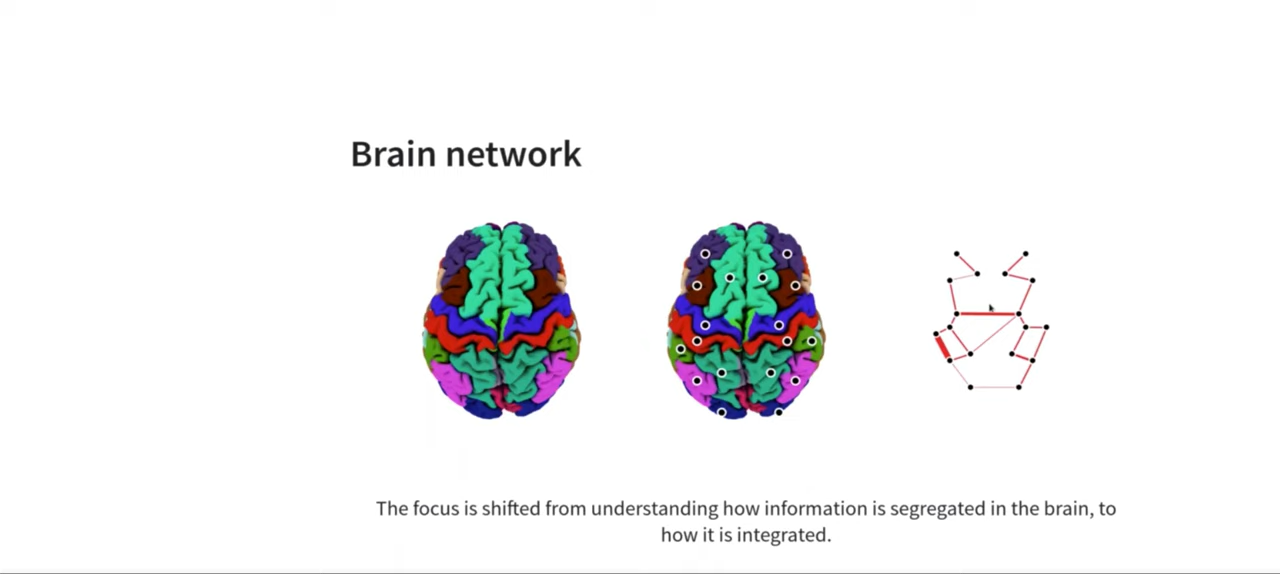 Brain network
The focus is shifted from understanding how information is segregated in the brain, to
how it is integrated.